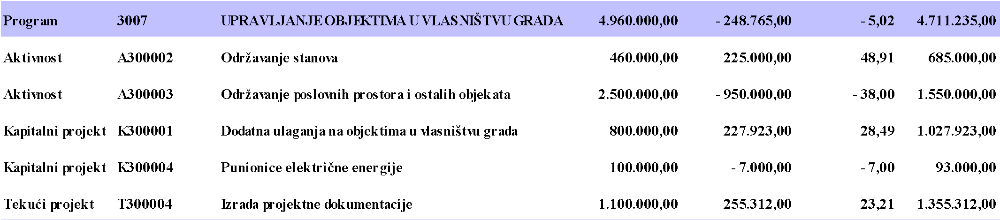 Program 3007 UPRAVLJANJE OBJEKTIMA U VLASNIŠTVU GRADA 4.960.000,00 - 248.765,00 - 5,02 4.711.235,00
Aktivnost A300002 Održavanje stanova 460.000,00 225.000,00 48,91 685.000,00
Aktivnost A300003 Održavanje poslovnih prostora i ostalih objekata 2.500.000,00 - 950.000,00 - 38,00 1.550.000,00
Kapitalni projekt K300001 Dodatna ulaganja na objektima u vlasništvu grada 800.000,00 227.923,00 28,49 1.027.923,00
Kapitalni projekt K300004 Punionice električne energije 100.000,00 - 7.000,00 - 7,00 93.000,00
Tekući projekt T300004 Izrada projektne dokumentacije 1.100.000,00 255.312,00 23,21 1.355.312,00